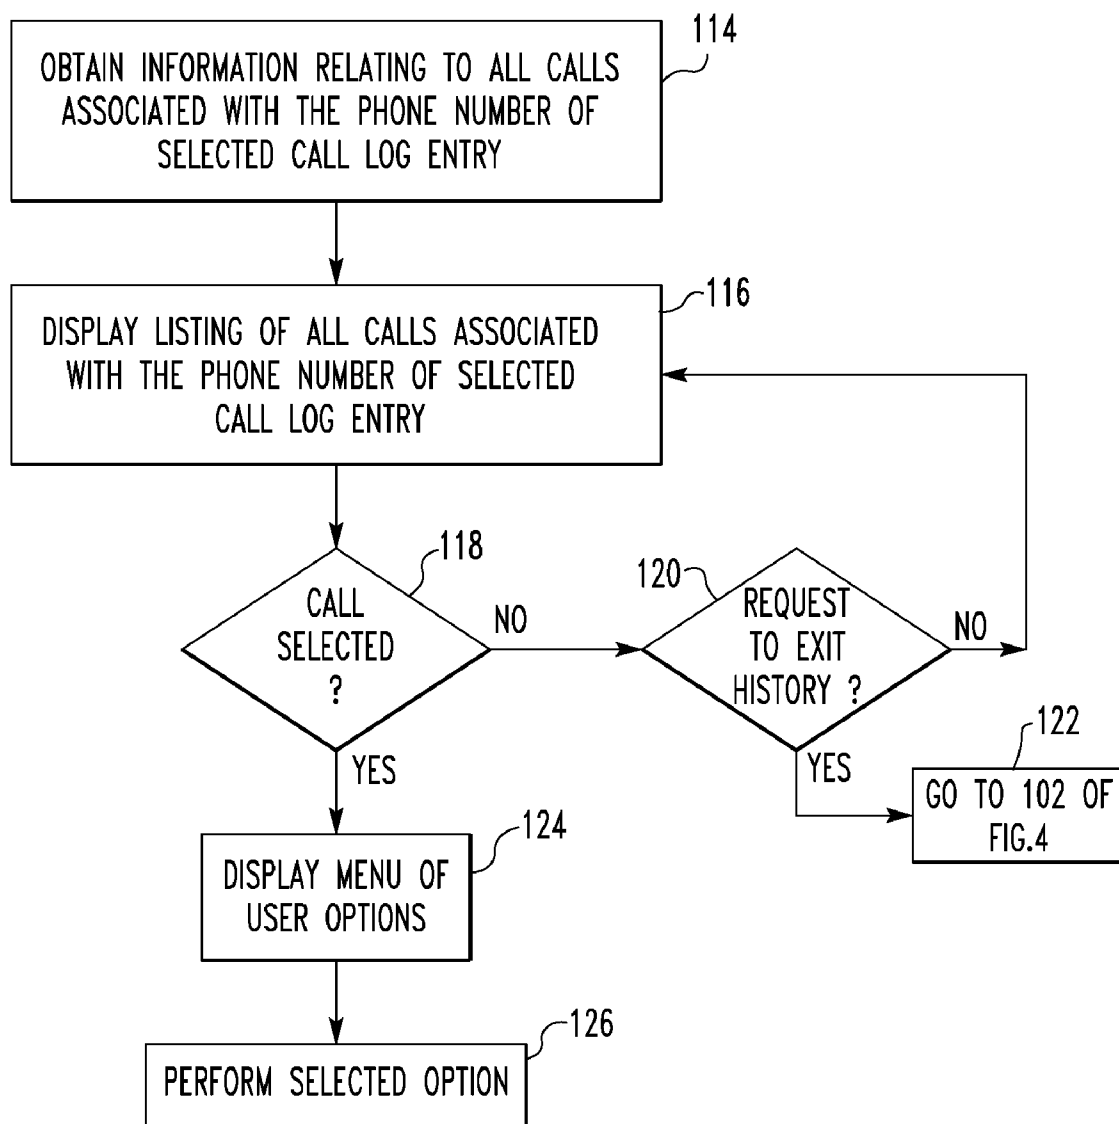 114
OBTAIN INFORMATION RELATING TO ALL CALLS
ASSOCIATED WITH THE PHONE NUMBER OF
SELECTED CALL LOG ENTRY
116
DISPLAY LISTING OF ALL CALLS ASSOCIATED
WITH THE PHONE NUMBER OF SELECTED
CALL LOG ENTRY
118
CALL
SELECTED
?
NO
YES
120
REQUEST
TO EXIT
HISTORY ?
NO
YES
122
GO TO 102 OF
FIG.4
124
DISPLAY MENU OF
USER OPTIONS
126
PERFORM SELECTED OPTION